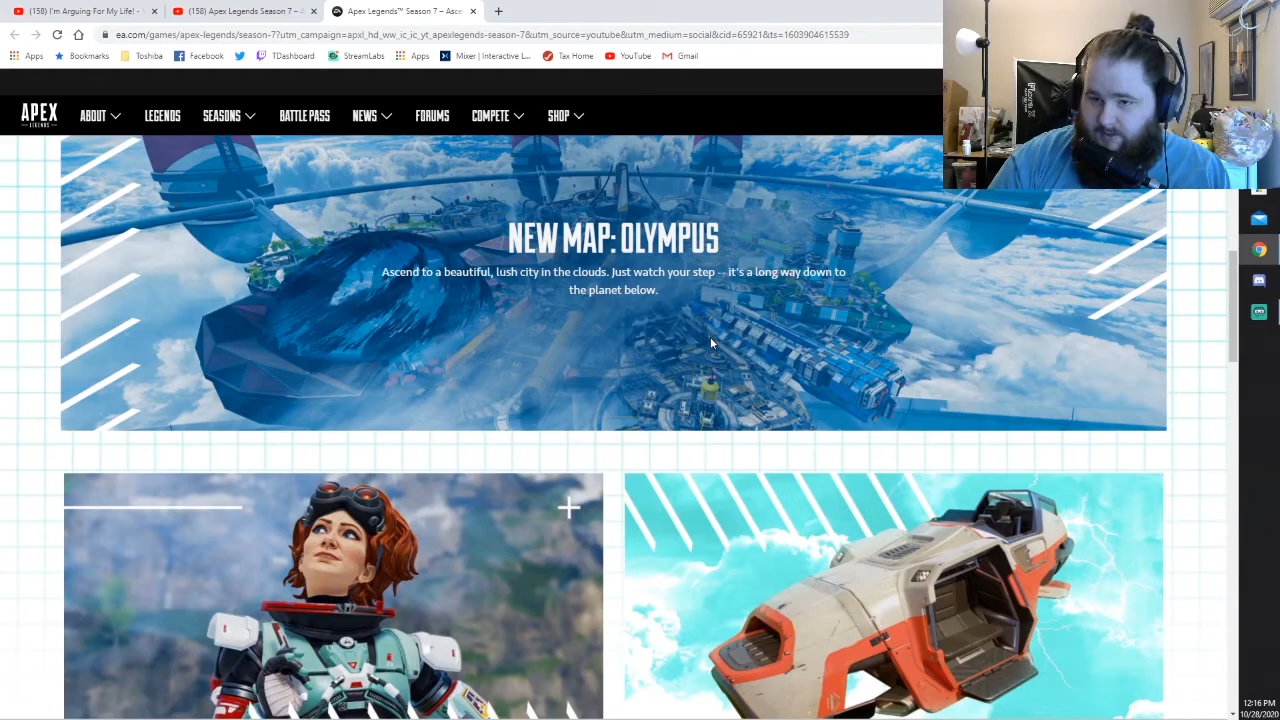 (158) I'm Arguing For My Life! -
(158) Apex Legends Season 7 –
Apex Legends™ Season 7 – Asce
ea.com/games/apex-legends/season-7?utm_campaign=apxl_hd_ww_ic_ic_yt_apexlegends-season-7&utm_source=youtube&utm_medium=social&cid=65921&ts=1603904615539
Apps Bookmarks Toshiba Facebook TDashboard StreamLabs Apps Mixer | Interactive L... Tax Home YouTube Gmail
APEX
LEGENDS
ABOUT LEGENDS SEASONS BATTLE PASS NEWS FORUMS COMPETE SHOP
NEW MAP: OLYMPUS
Ascend to a beautiful, lush city in the clouds. Just watch your step -- it's a long way down to
the planet below.
12:16 PM
10/28/2020